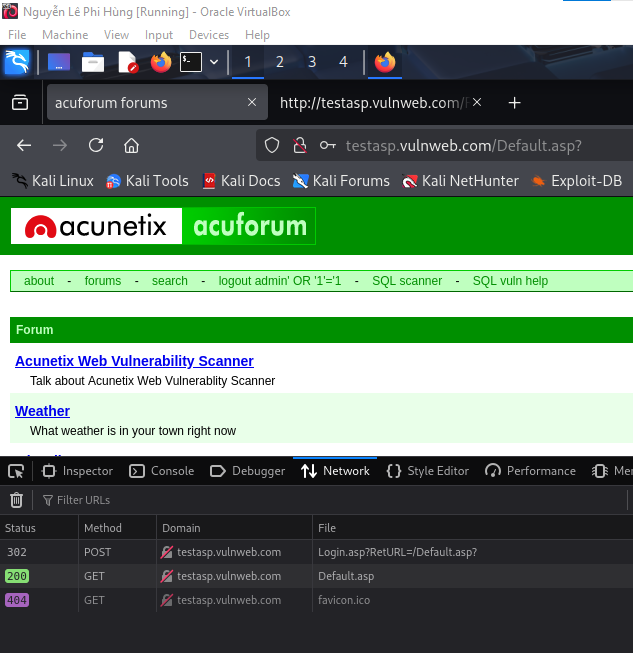 Nguyễn Lê Phi Hùng [Running] - Oracle VirtualBox
File Machine View Input Devices Help
1 2 3 4
acuforum forums × http://testasp.vulnweb.com/ × +
testasp.vulnweb.com/Default.asp?
Kali Linux Kali Tools Kali Docs Kali Forums Kali NetHunter Exploit-DB
acunetix acuforum
about - forums - search - logout admin' OR '1'='1 - SQL scanner - SQL vuln help
Forum
Acunetix Web Vulnerability Scanner
Talk about Acunetix Web Vulnerablity Scanner
Weather
What weather is in your town right now
Inspector Console Debugger Network Style Editor Performance Me
Filter URLs
Status Method Domain File
302 POST testasp.vulnweb.com Login.asp?RetURL=/Default.asp?
200 GET testasp.vulnweb.com Default.asp
404 GET testasp.vulnweb.com favicon.ico